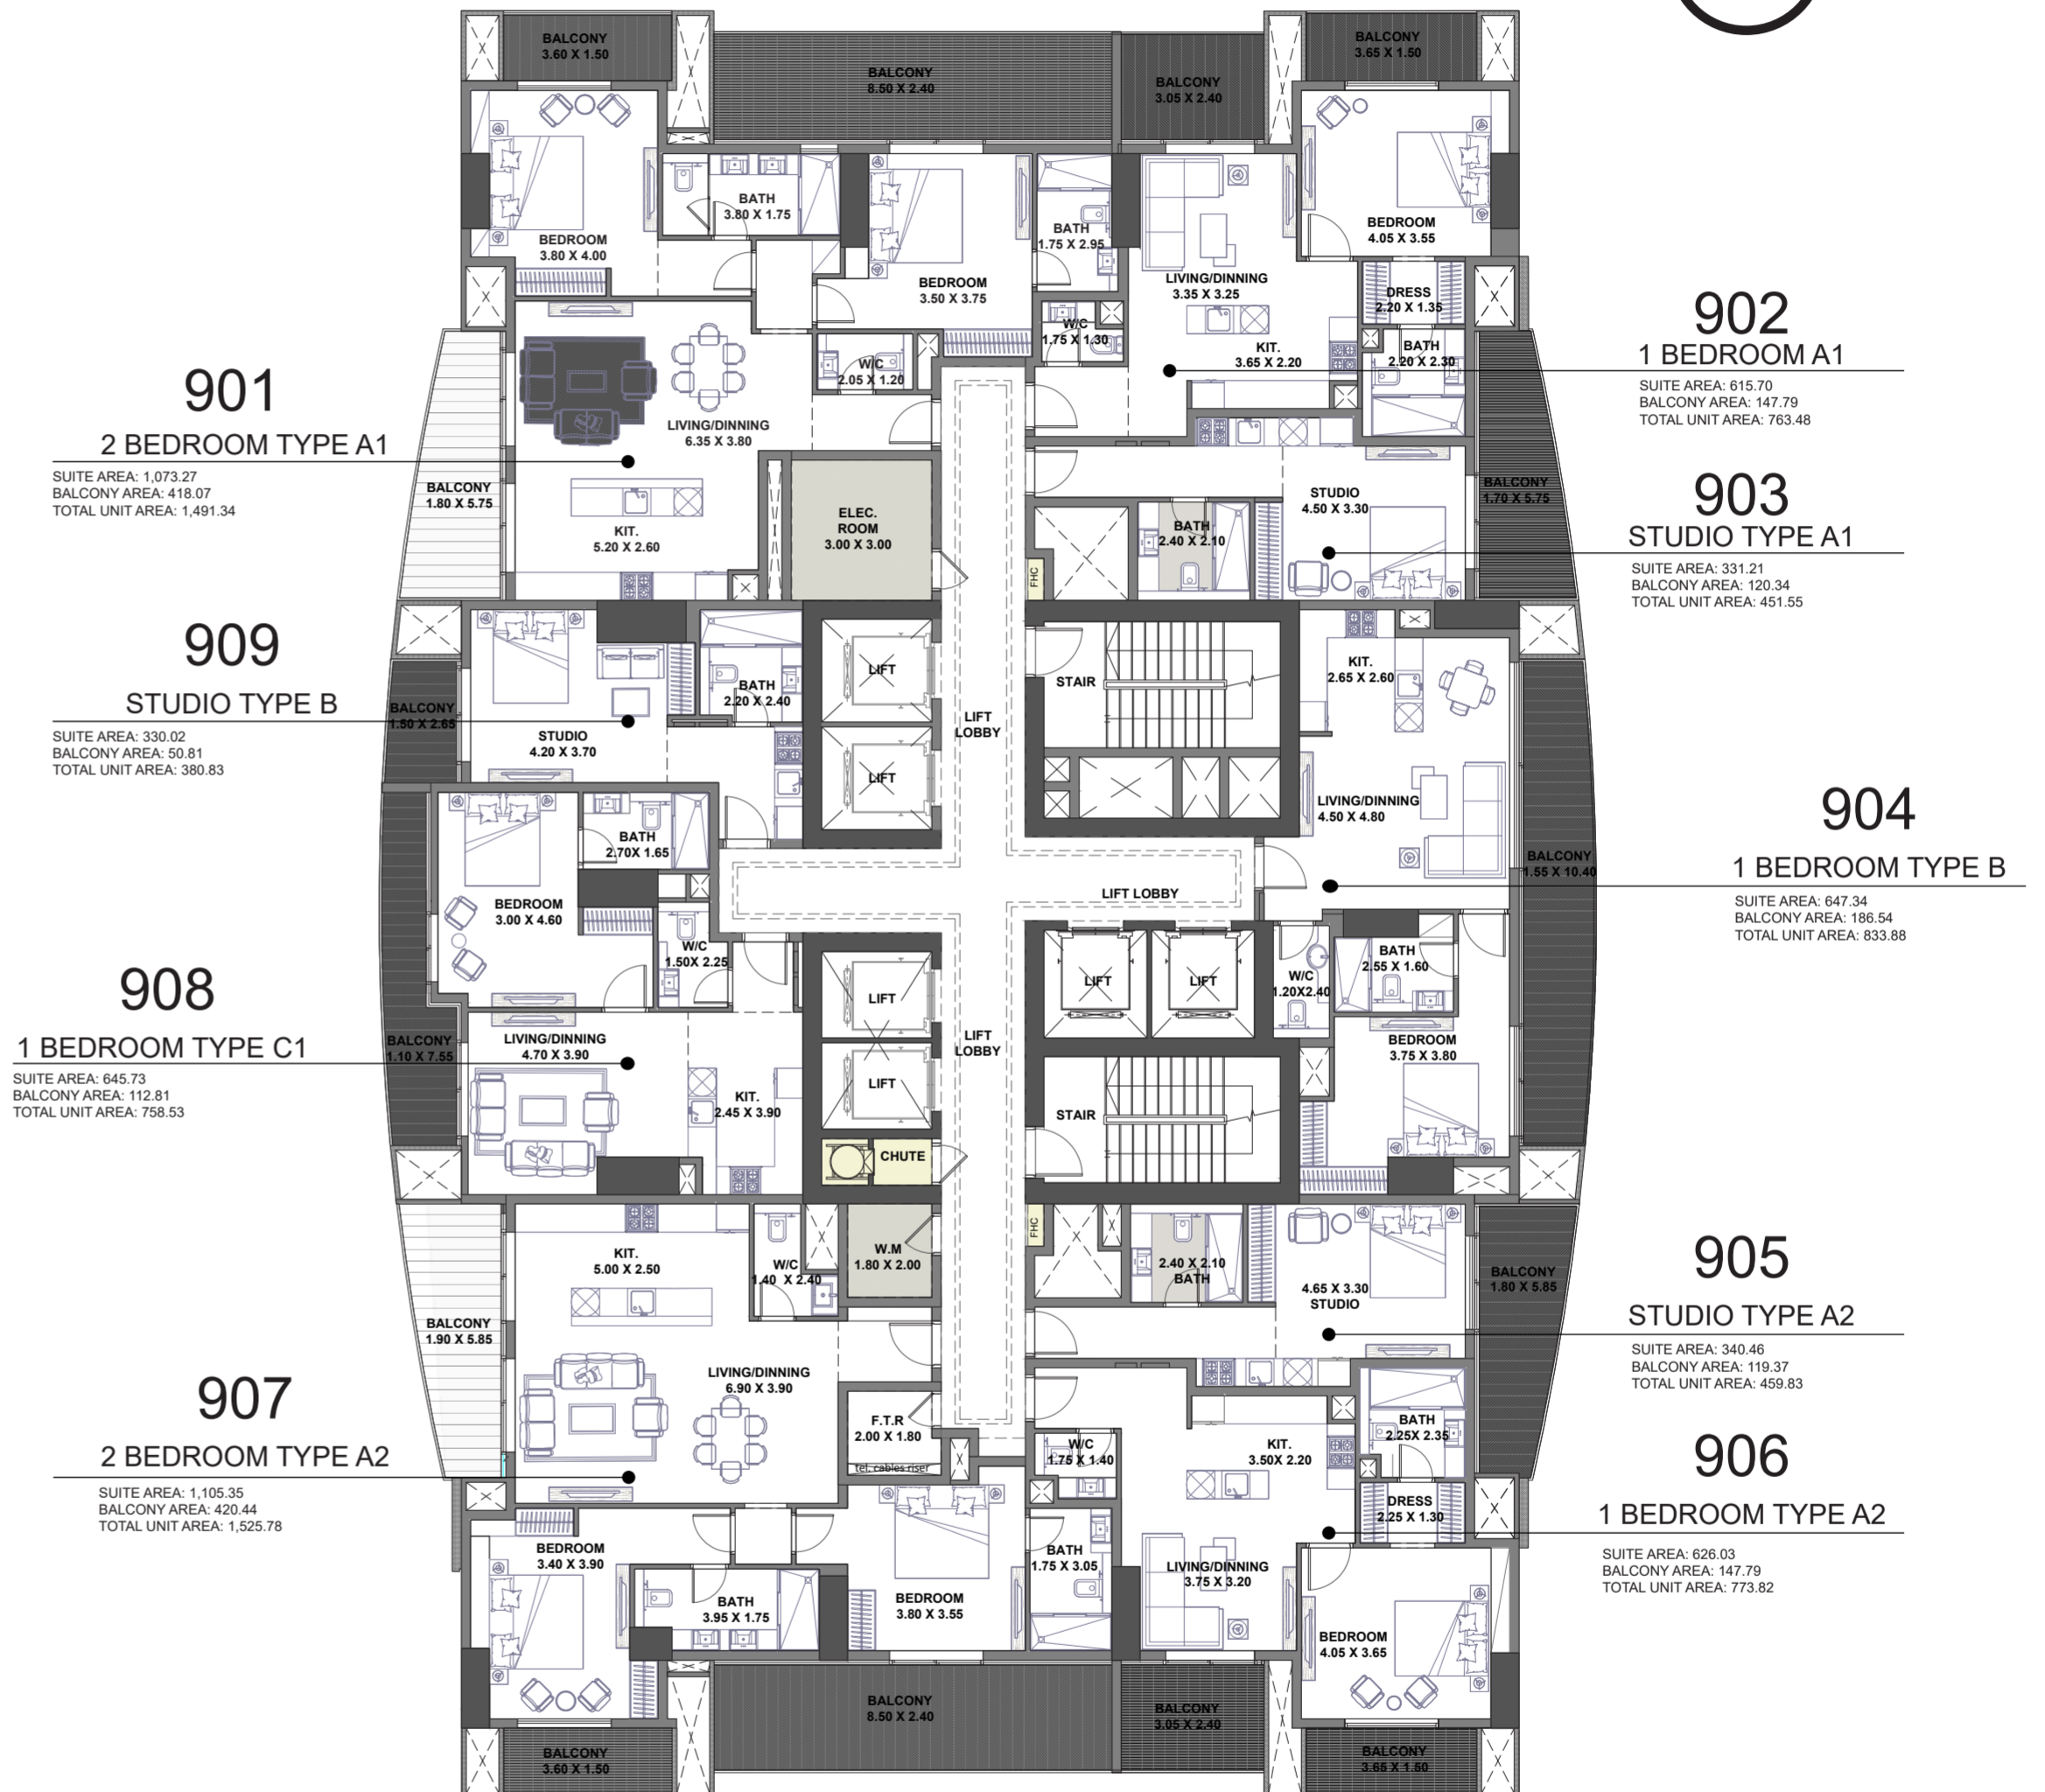 BALCONY
3.60 X 1.50
BALCONY
8.50 X 2.40
BALCONY
3.05 X 2.40
BALCONY
3.65 X 1.50
BEDROOM
3.80 X 4.00
BATH
3.80 X 1.75
BEDROOM
3.50 X 3.75
BATH
1.75 X 2.95
LIVING/DINNING
3.35 X 3.25
BEDROOM
4.05 X 3.55
DRESS
2.20 X 1.35
W/C
1.75 X 1.30
KIT.
3.65 X 2.20
BATH
2.20 X 2.30
W/C
2.05 X 1.20
902
1 BEDROOM A1
SUITE AREA: 615.70
BALCONY AREA: 147.79
TOTAL UNIT AREA: 763.48
901
2 BEDROOM TYPE A1
SUITE AREA: 1,073.27
BALCONY AREA: 418.07
TOTAL UNIT AREA: 1,491.34
LIVING/DINNING
6.35 X 3.80
BALCONY
1.80 X 5.75
KIT.
5.20 X 2.60
ELEC.
ROOM
3.00 X 3.00
FHC
BATH
2.40 X 2.10
STUDIO
4.50 X 3.30
BALCONY
1.70 X 5.75
903
STUDIO TYPE A1
SUITE AREA: 331.21
BALCONY AREA: 120.34
TOTAL UNIT AREA: 451.55
909
STUDIO TYPE B
SUITE AREA: 330.02
BALCONY AREA: 50.81
TOTAL UNIT AREA: 380.83
BALCONY
1.50 X 2.65
STUDIO
4.20 X 3.70
BATH
2.20 X 2.40
LIFT
LIFT
LIFT
LOBBY
STAIR
KIT.
2.65 X 2.60
LIVING/DINNING
4.50 X 4.80
BALCONY
1.55 X 10.40
904
1 BEDROOM TYPE B
SUITE AREA: 647.34
BALCONY AREA: 186.54
TOTAL UNIT AREA: 833.88
BATH
2.70X 1.65
BEDROOM
3.00 X 4.60
W/C
1.50X 2.25
LIFT LOBBY
LIFT
LIFT
W/C
1.20X2.40
BATH
2.55 X 1.60
BEDROOM
3.75 X 3.80
908
1 BEDROOM TYPE C1
SUITE AREA: 645.73
BALCONY AREA: 112.81
TOTAL UNIT AREA: 758.53
BALCONY
1.10 X 7.55
LIVING/DINNING
4.70 X 3.90
KIT.
2.45 X 3.90
LIFT
LIFT
LIFT
LOBBY
STAIR
CHUTE
KIT.
5.00 X 2.50
W/C
1.40 X 2.40
W.M
1.80 X 2.00
FHC
2.40 X 2.10
BATH
4.65 X 3.30
STUDIO
BALCONY
1.80 X 5.85
905
STUDIO TYPE A2
SUITE AREA: 340.46
BALCONY AREA: 119.37
TOTAL UNIT AREA: 459.83
BALCONY
1.90 X 5.85
LIVING/DINNING
6.90 X 3.90
F.T.R
2.00 X 1.80
tel. cables riser
907
2 BEDROOM TYPE A2
SUITE AREA: 1,105.35
BALCONY AREA: 420.44
TOTAL UNIT AREA: 1,525.78
W/C
1.75 X 1.40
KIT.
3.50X 2.20
BATH
2.25X 2.35
DRESS
2.25 X 1.30
906
1 BEDROOM TYPE A2
SUITE AREA: 626.03
BALCONY AREA: 147.79
TOTAL UNIT AREA: 773.82
BEDROOM
3.40 X 3.90
BATH
3.95 X 1.75
BEDROOM
3.80 X 3.55
BATH
1.75 X 3.05
LIVING/DINNING
3.75 X 3.20
BEDROOM
4.05 X 3.65
BALCONY
3.60 X 1.50
BALCONY
8.50 X 2.40
BALCONY
3.05 X 2.40
BALCONY
3.65 X 1.50